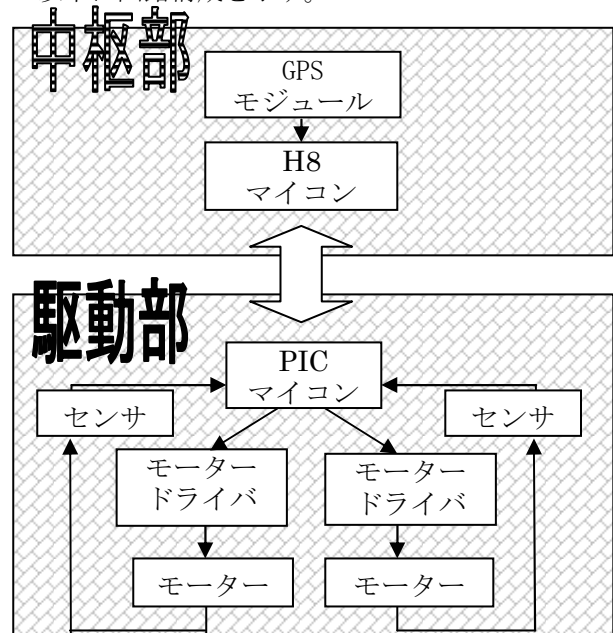 中枢部
GPS
モジュール
H8
マイコン
駆動部
PIC
マイコン
センサ
センサ
モーター
ドライバ
モーター
ドライバ
モーター
モーター